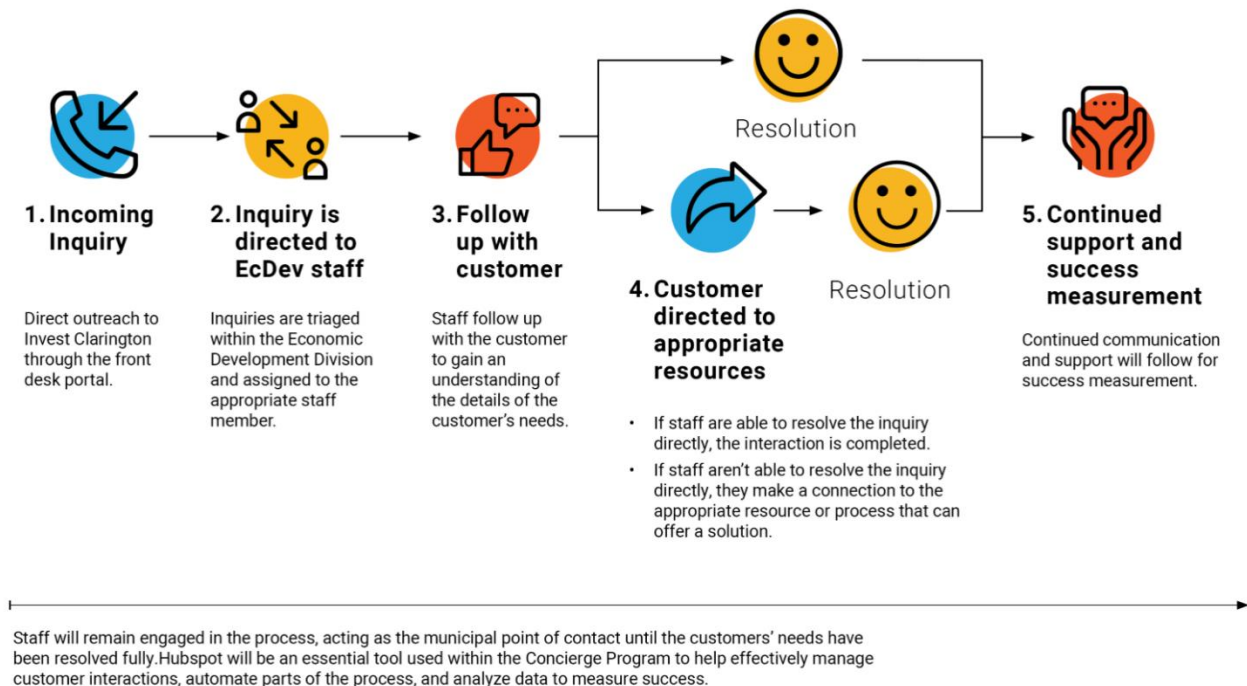 Resolution
1. Incoming
Inquiry
Direct outreach to
Invest Clarington
through the front
desk portal.
2. Inquiry is
directed to
EcDev staff
Inquiries are triaged
within the Economic
Development Division
and assigned to the
appropriate staff
member.
3. Follow
up with
customer
Staff follow up
with the customer
to gain an
understanding of
the details of the
customer's needs.
4. Customer
directed to
appropriate
resources
Resolution
• If staff are able to resolve the inquiry
directly, the interaction is completed.
• If staff aren't able to resolve the inquiry
directly, they make a connection to the
appropriate resource or process that can
offer a solution.
5. Continued
support and
success
measurement
Continued communication
and support will follow for
success measurement.
Staff will remain engaged in the process, acting as the municipal point of contact until the customers' needs have
been resolved fully.Hubspot will be an essential tool used within the Concierge Program to help effectively manage
customer interactions, automate parts of the process, and analyze data to measure success.